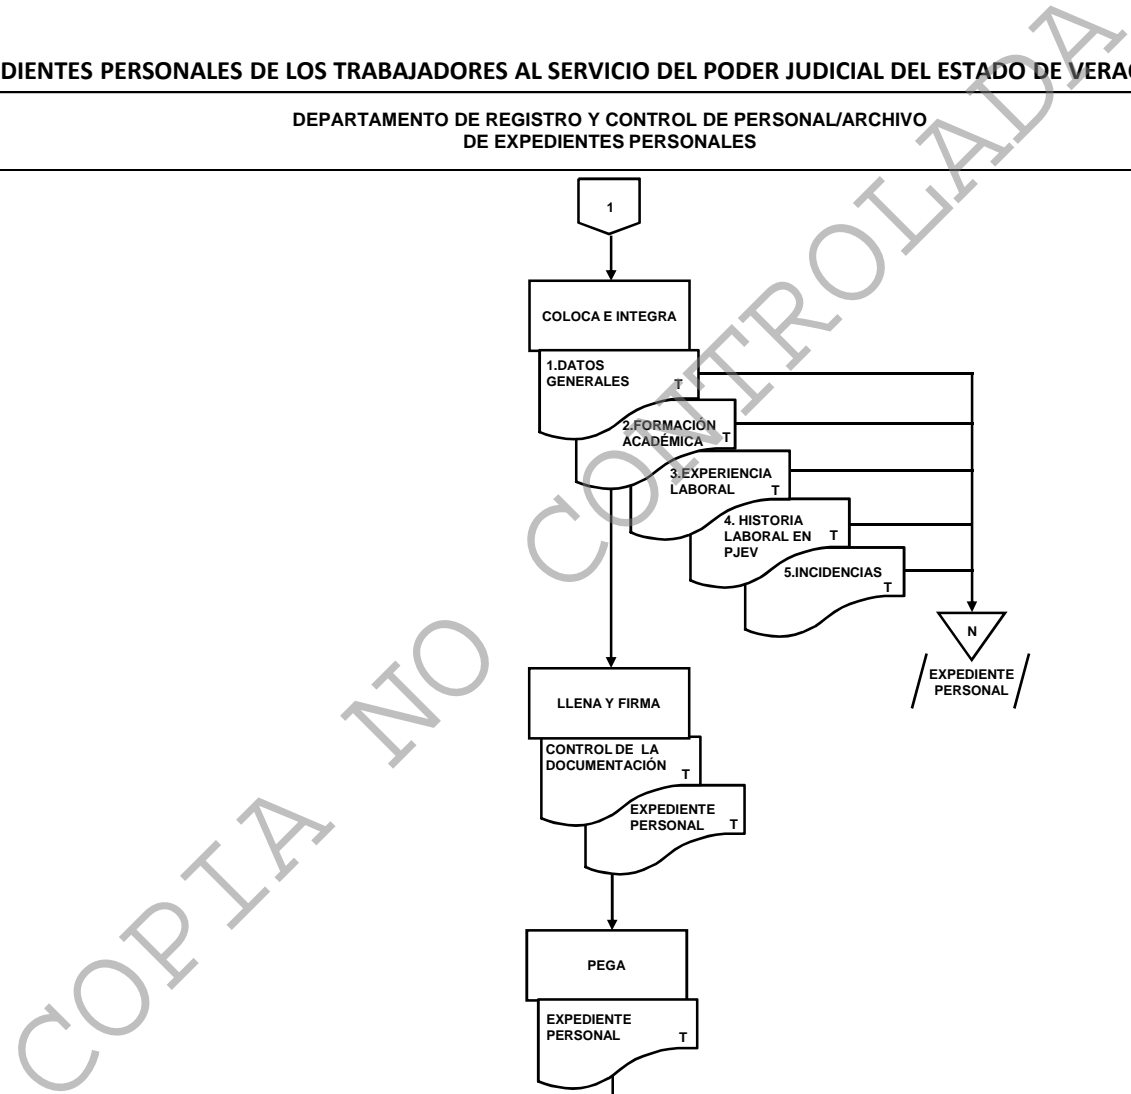 DIENTES PERSONALES DE LOS TRABAJADORES AL SERVICIO DEL PODER JUDICIAL DEL ESTADO DE VERA
DEPARTAMENTO DE REGISTRO Y CONTROL DE PERSONAL/ARCHIVO
DE EXPEDIENTES PERSONALES
1
COLOCA E INTEGRA
1.DATOS
GENERALES T
2.FORMACIÓN
ACADÉMICA T
3.EXPERIENCIA
LABORAL T
4. HISTORIA
LABORAL EN T
PJEV
5.INCIDENCIAS
T
N
EXPEDIENTE
PERSONAL
LLENA Y FIRMA
CONTROL DE LA
DOCUMENTACIÓN T
EXPEDIENTE
PERSONAL T
PEGA
EXPEDIENTE
PERSONAL T
COPIA NO CONTROLADA